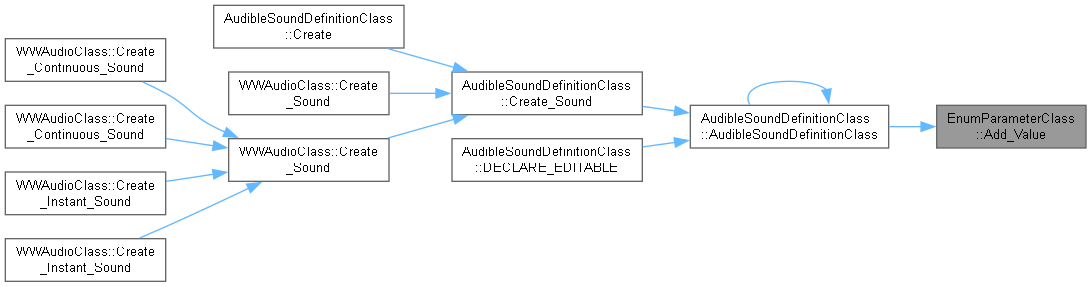 WWAudioClass::Create
_Continuous_Sound
WWAudioClass::Create
_Continuous_Sound
WWAudioClass::Create
_Instant_Sound
WWAudioClass::Create
_Instant_Sound
AudibleSoundDefinitionClass
::Create
WWAudioClass::Create
_Sound
WWAudioClass::Create
_Sound
AudibleSoundDefinitionClass
::Create_Sound
AudibleSoundDefinitionClass
::DECLARE_EDITABLE
AudibleSoundDefinitionClass
::AudibleSoundDefinitionClass
EnumParameterClass
::Add_Value